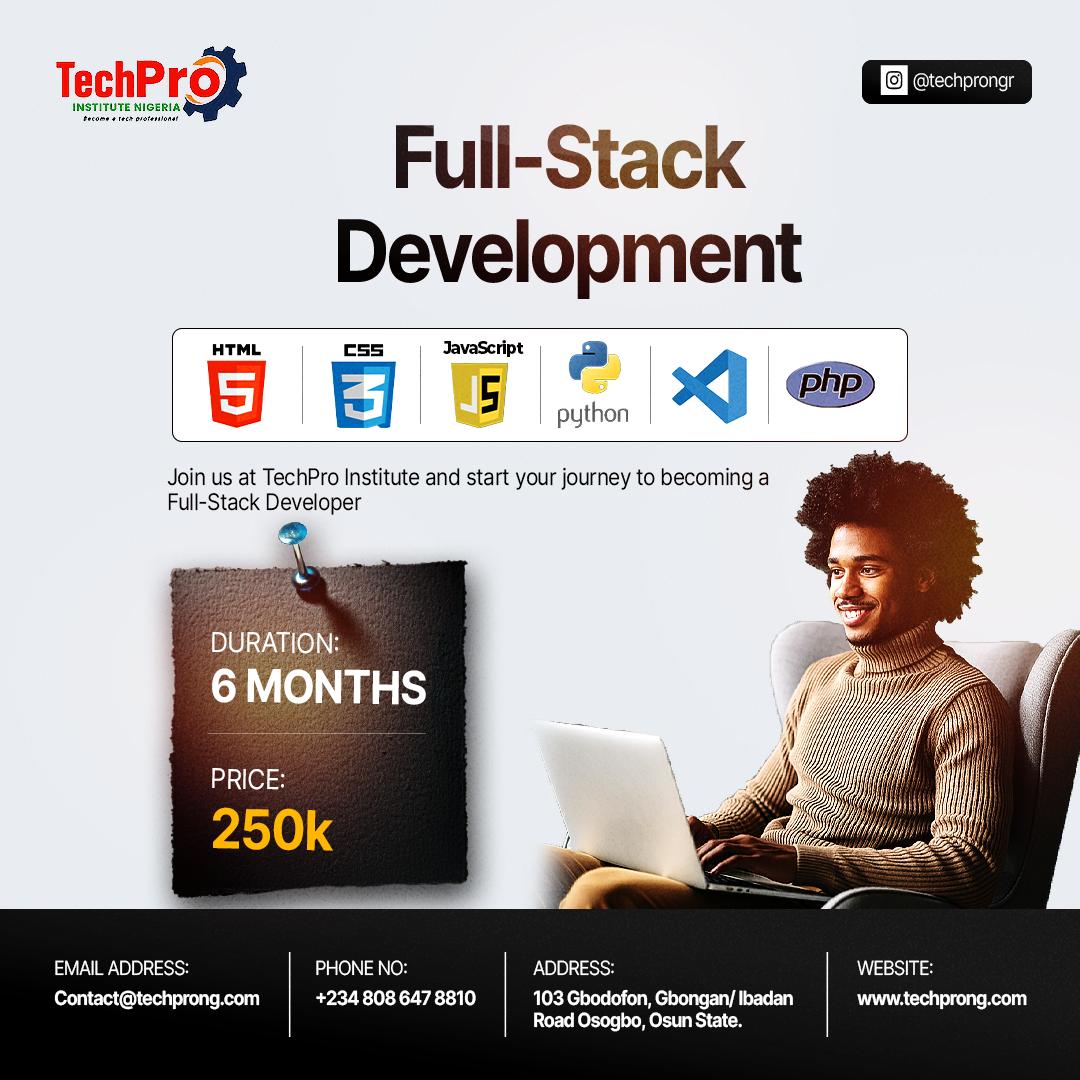 TechPro
INSTITUTE NIGERIA
Become a tech professional
@techprongr
Full-Stack
Development
HTML
5
CSS
3
JavaScript
JS
python
php
Join us at TechPro Institute and start your journey to becoming a
Full-Stack Developer
DURATION:
6 MONTHS
PRICE:
250k
EMAIL ADDRESS:
Contact@techprong.com
PHONE NO:
+234 808 647 8810
ADDRESS:
103 Gbodofon, Gbongan/ Ibadan
Road Osogbo, Osun State.
WEBSITE:
www.techprong.com